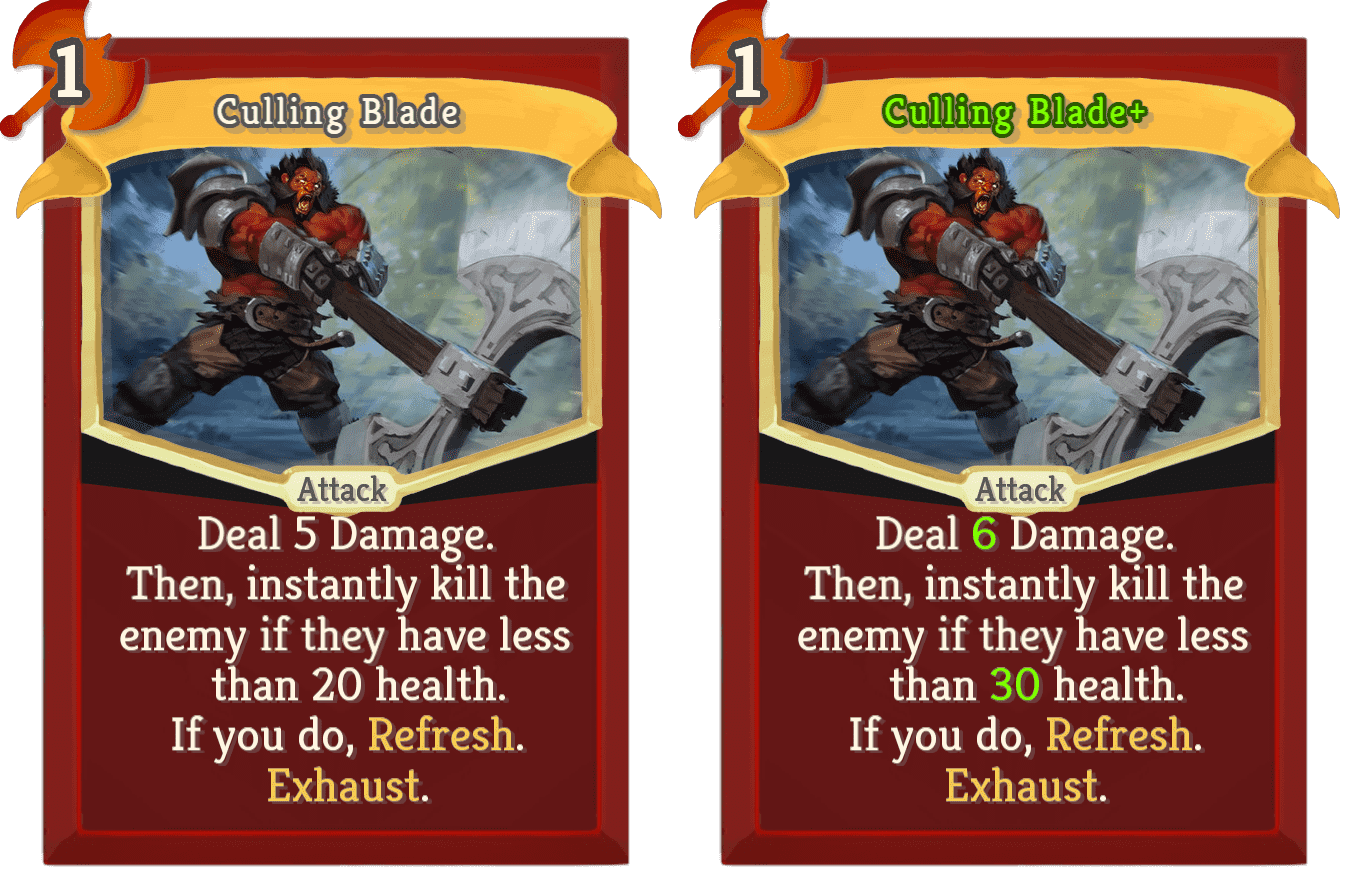 1
Culling Blade
Attack
Deal 5 Damage.
Then, instantly kill the
enemy if they have less
than 20 health.
If you do, Refresh.
Exhaust.
1
Culling Blade+
Attack
Deal 6 Damage.
Then, instantly kill the
enemy if they have less
than 30 health.
If you do, Refresh.
Exhaust.